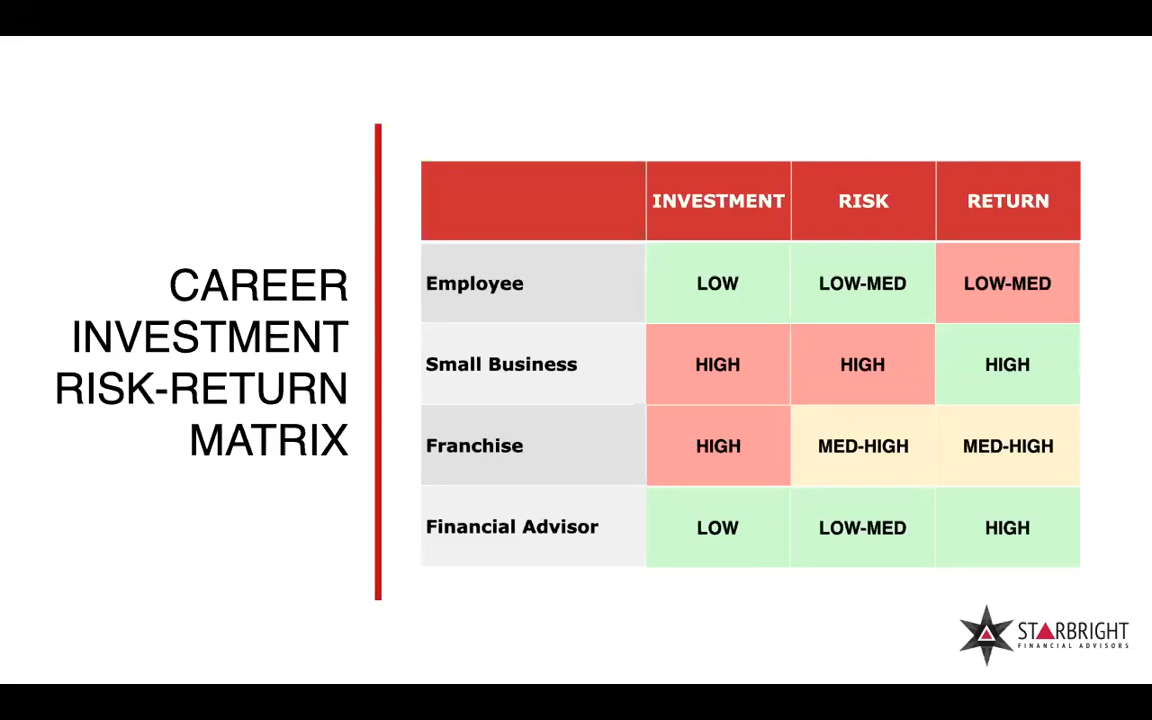 CAREER
INVESTMENT
RISK-RETURN
MATRIX
INVESTMENT RISK RETURN
Employee LOW LOW-MED LOW-MED
Small Business HIGH HIGH HIGH
Franchise HIGH MED-HIGH MED-HIGH
Financial Advisor LOW LOW-MED HIGH
STARBRIGHT
FINANCIAL ADVISORS